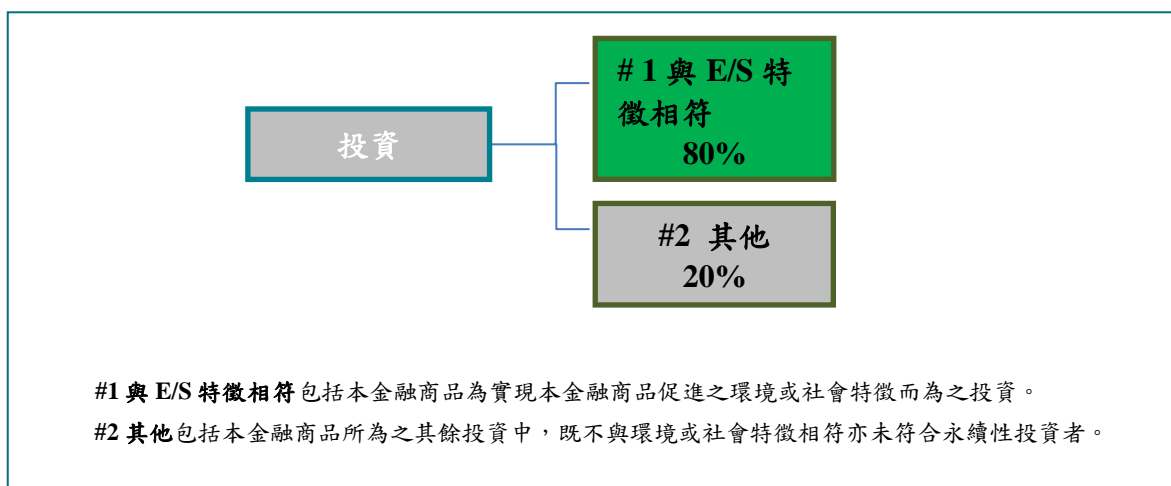 投資
# 1 與 E/S 特
徵相符
80%
#2 其他
20%
#1 與 E/S 特徵相符包括本金融商品為實現本金融商品促進之環境或社會特徵而為之投資。
#2 其他包括本金融商品所為之其餘投資中，既不與環境或社會特徵相符亦未符合永續性投資者。